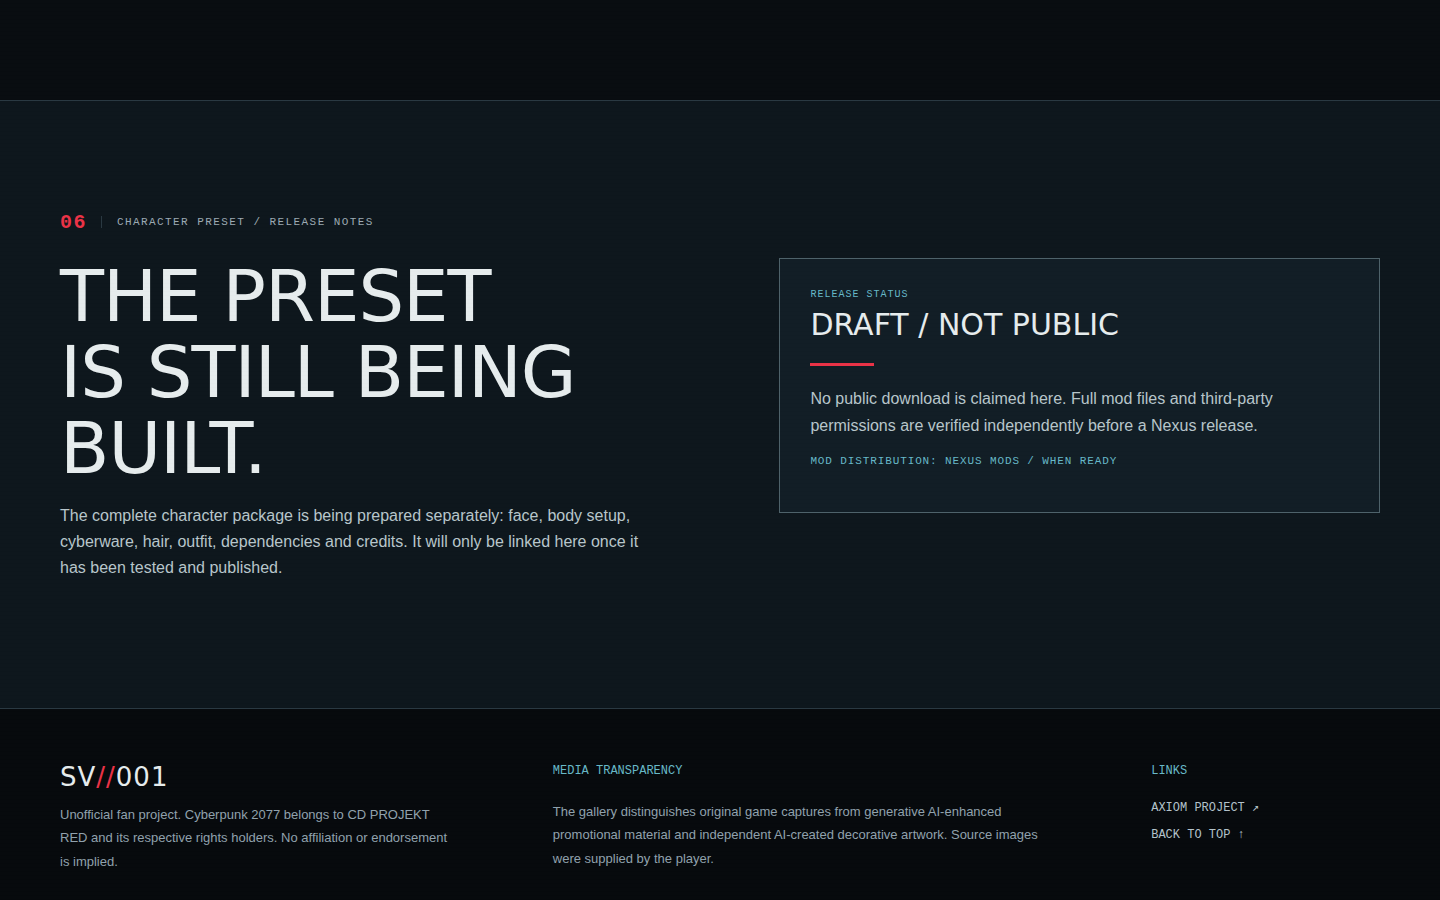 06 CHARACTER PRESET / RELEASE NOTES
THE PRESET
IS STILL BEING
BUILT.
The complete character package is being prepared separately: face, body setup,
cyberware, hair, outfit, dependencies and credits. It will only be linked here once it
has been tested and published.
RELEASE STATUS
DRAFT / NOT PUBLIC
No public download is claimed here. Full mod files and third-party
permissions are verified independently before a Nexus release.
MOD DISTRIBUTION: NEXUS MODS / WHEN READY
SV//001
Unofficial fan project. Cyberpunk 2077 belongs to CD PROJEKT
RED and its respective rights holders. No affiliation or endorsement
is implied.
MEDIA TRANSPARENCY
The gallery distinguishes original game captures from generative AI-enhanced
promotional material and independent AI-created decorative artwork. Source images
were supplied by the player.
LINKS
AXIOM PROJECT ↗
BACK TO TOP ↑